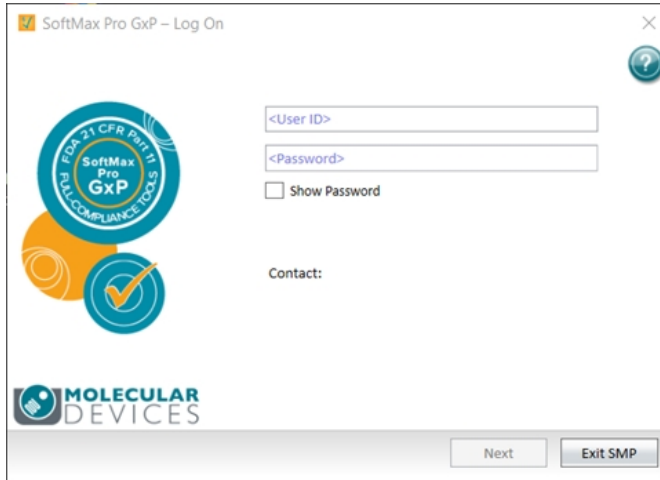 SoftMax Pro GxP – Log On
?
<User ID>
FDA 21 CFR Part 11
SoftMax
Pro
GxP
FULL-COMPLIANCE TOOLS
<Password>
Show Password
Contact:
MOLECULAR
DEVICES
Next
Exit SMP